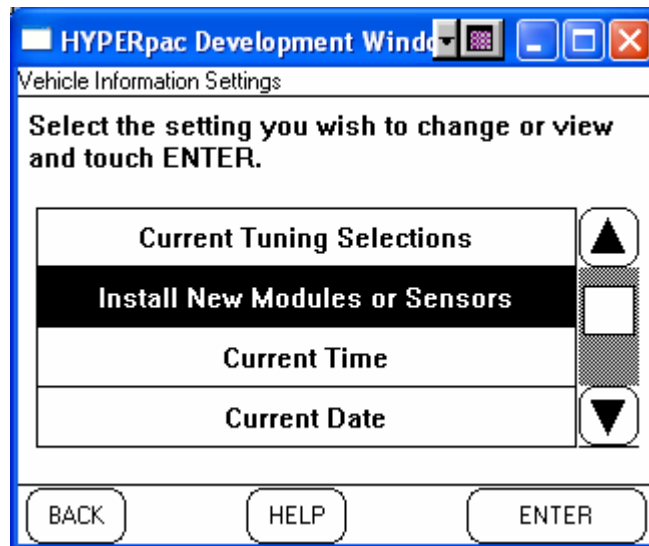 HYPERpac Development Windo
Vehicle Information Settings
Select the setting you wish to change or view
and touch ENTER.
Current Tuning Selections
Install New Modules or Sensors
Current Time
Current Date
BACK HELP ENTER